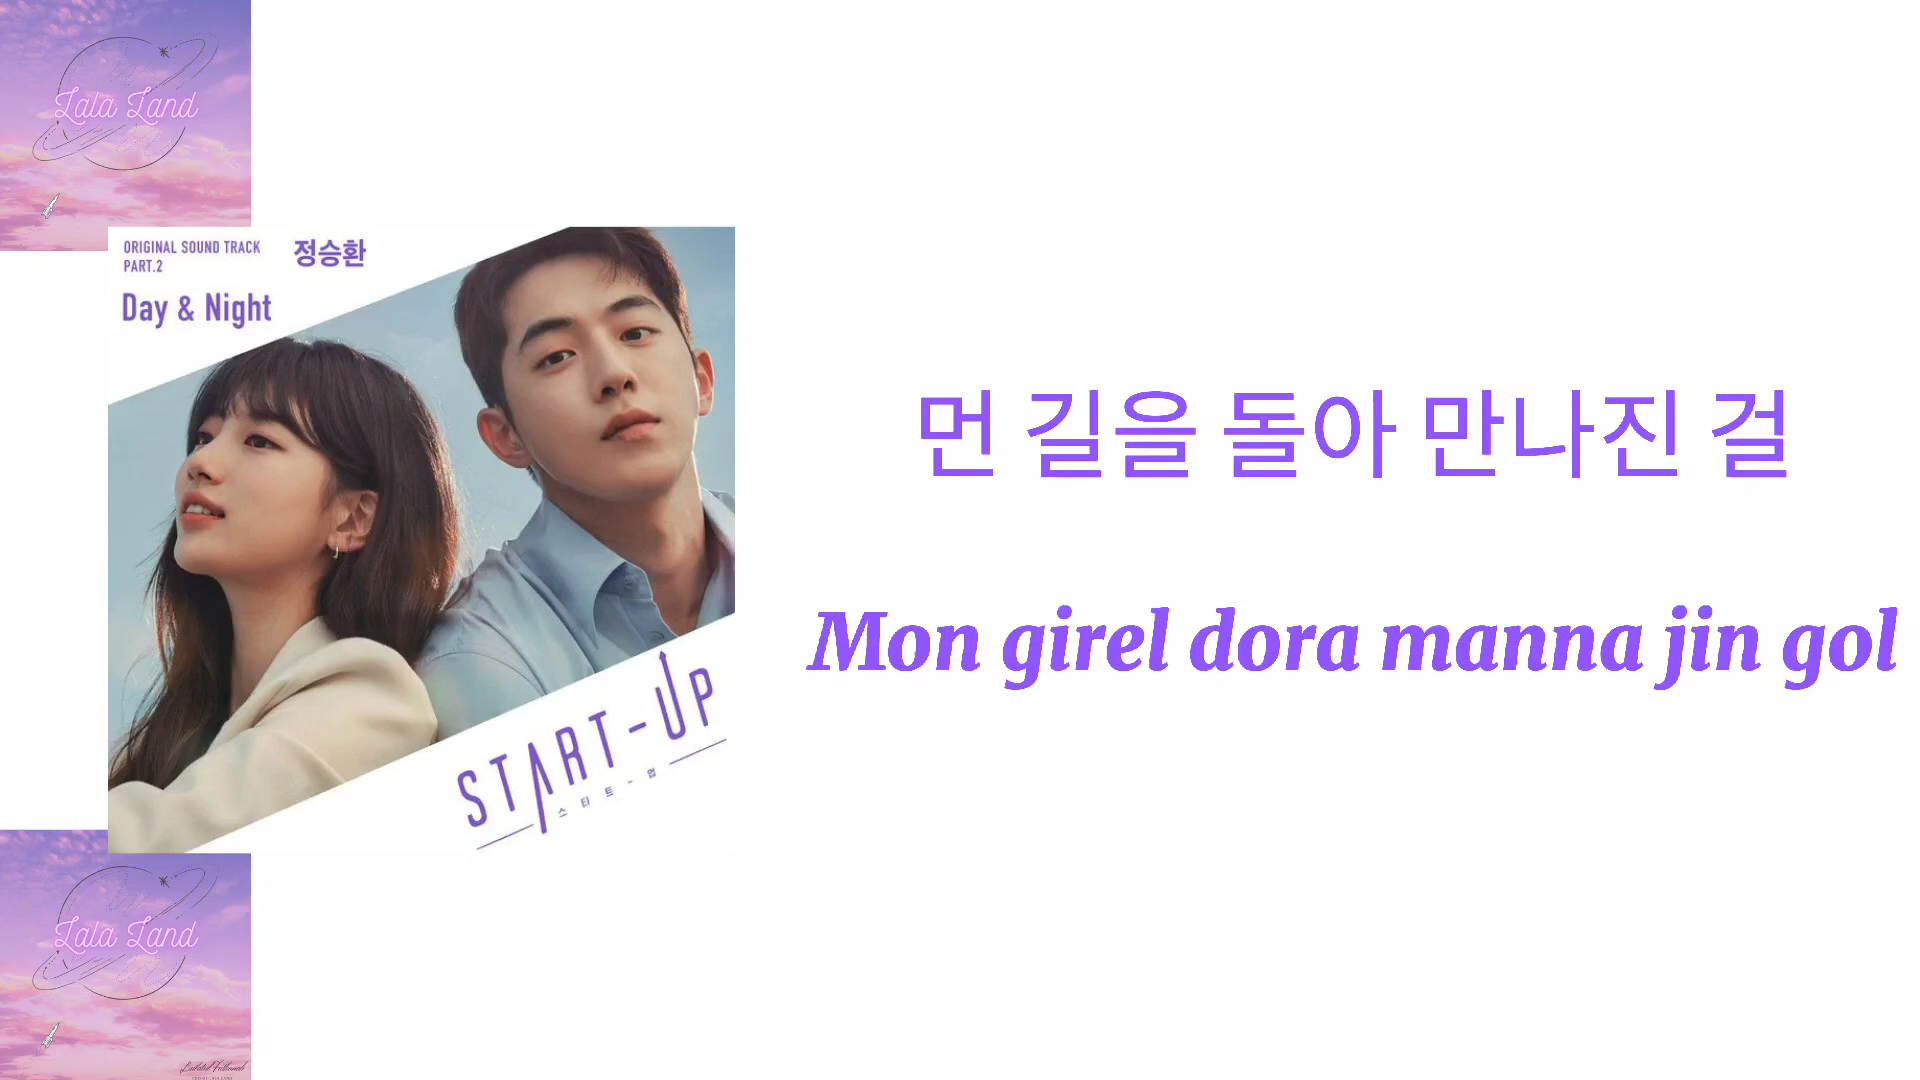 Lala Land
ORIGINAL SOUND TRACK
PART.2
정승환
Day & Night
먼 길을 돌아 만나진 걸
Mon girel dora manna jin gol
START-UP
스타트-업
Lala Land